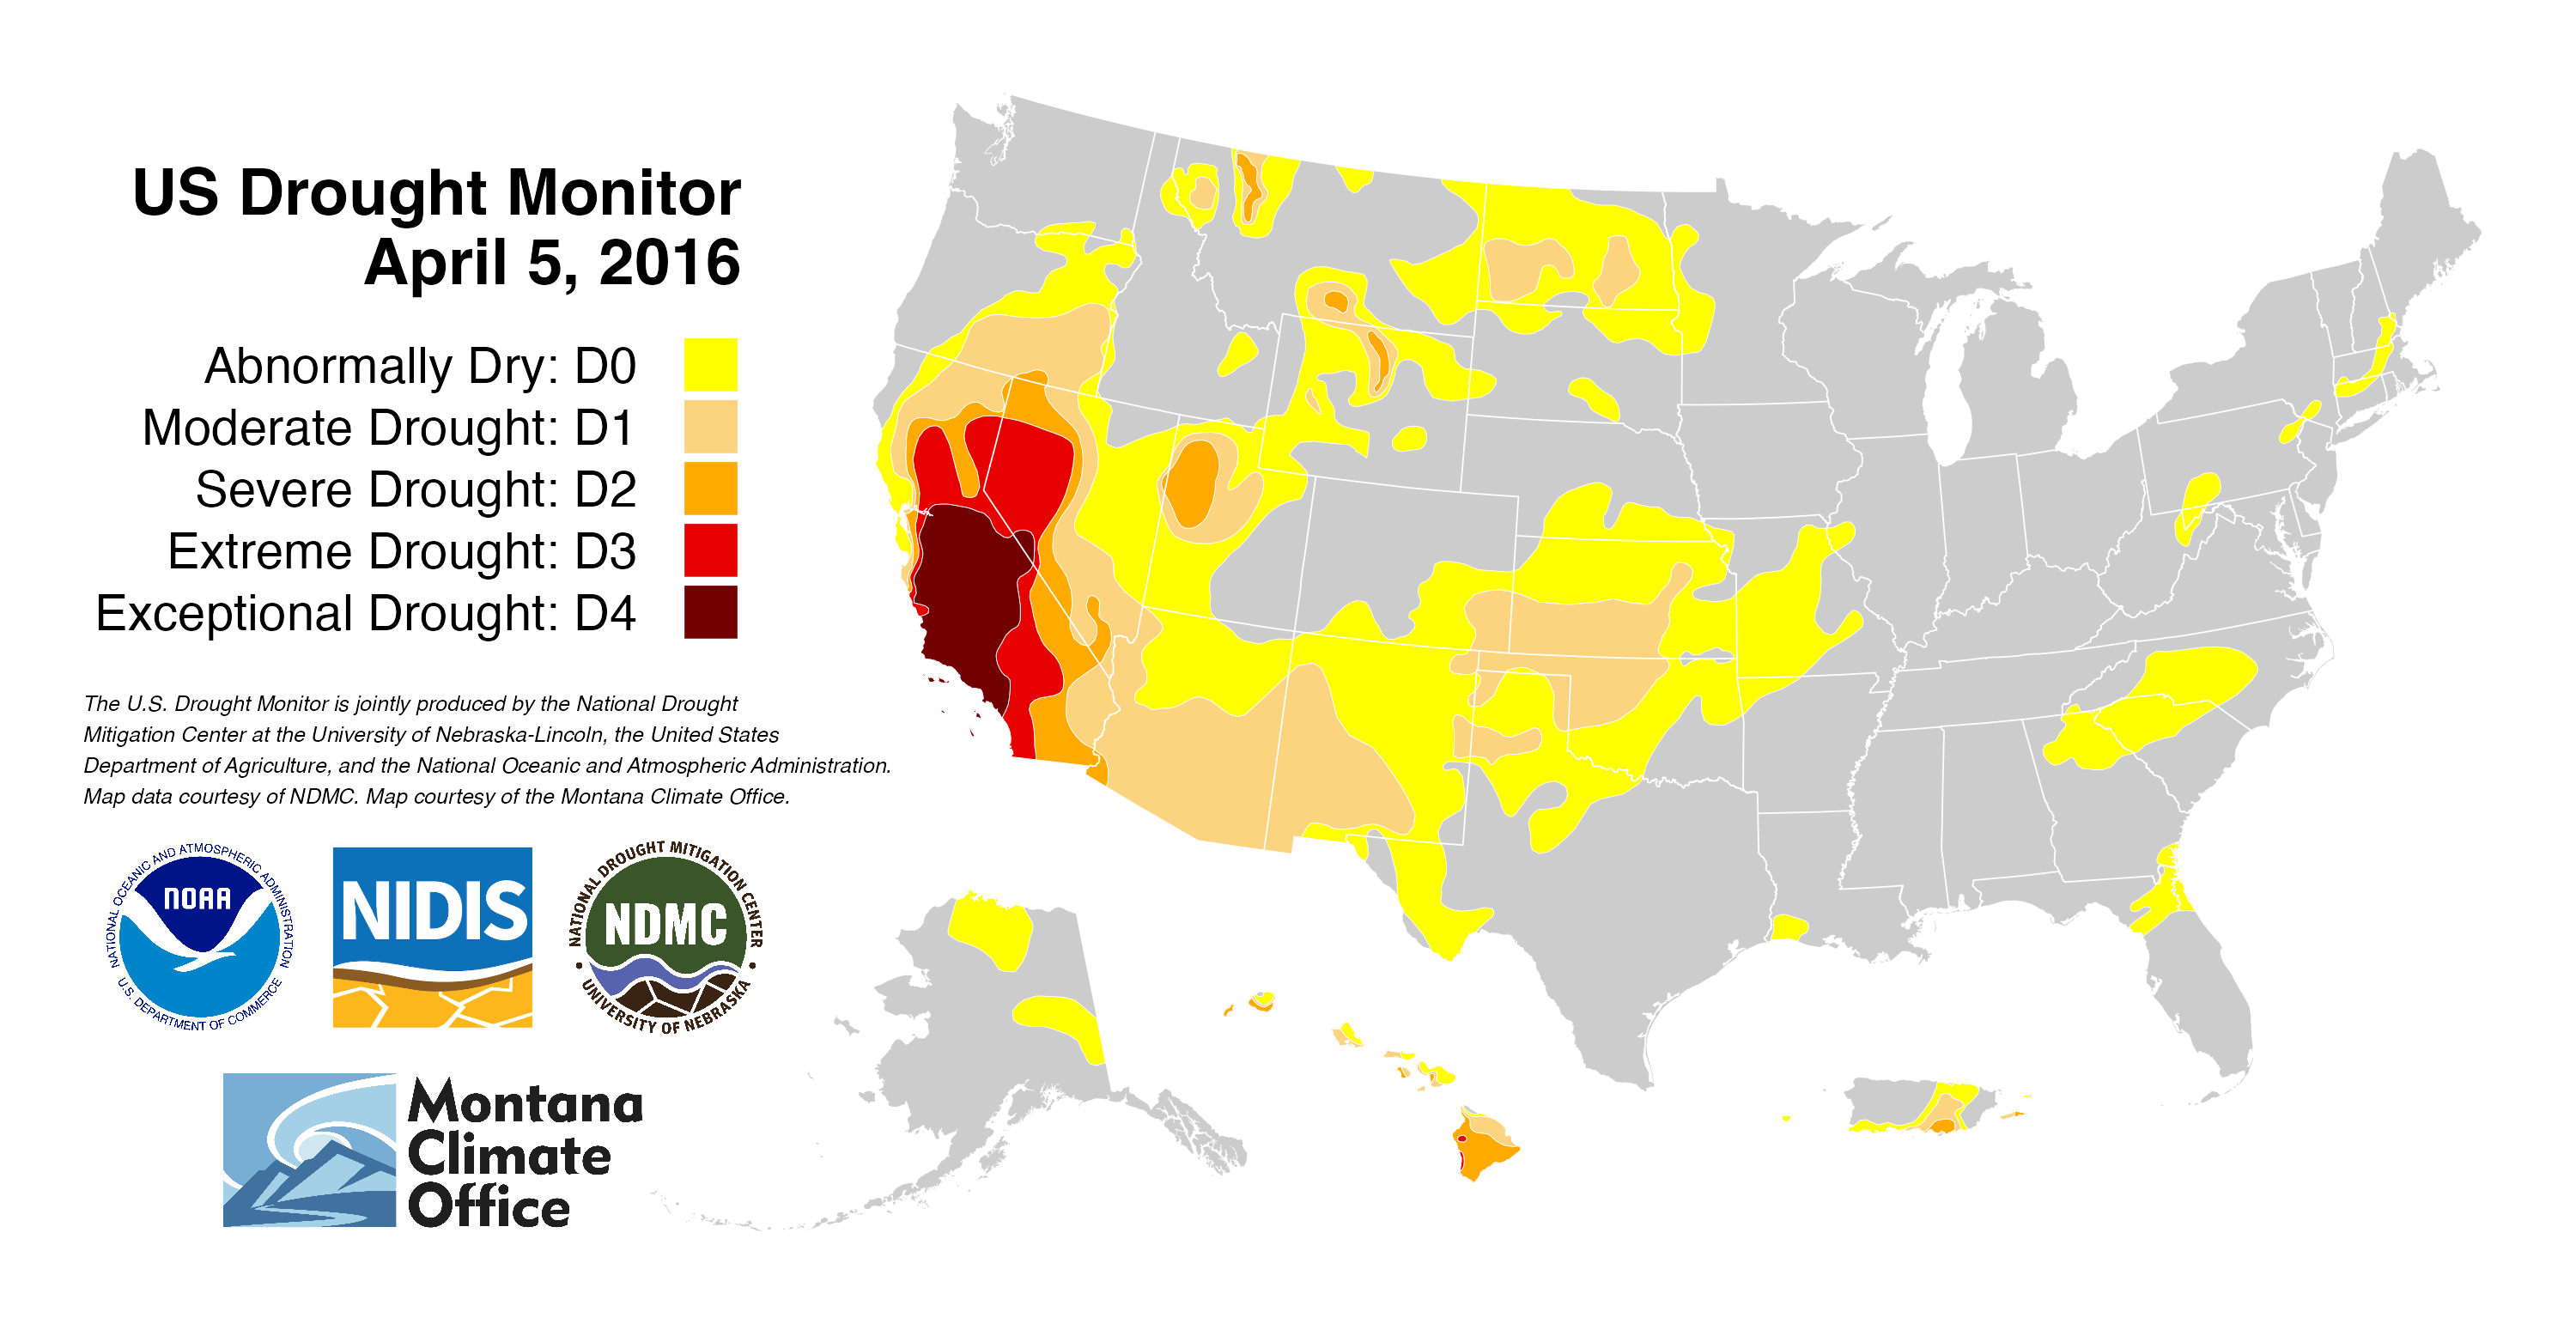 US Drought Monitor
April 5, 2016
Abnormally Dry: D0
Moderate Drought: D1
Severe Drought: D2
Extreme Drought: D3
Exceptional Drought: D4
The U.S. Drought Monitor is jointly produced by the National Drought
Mitigation Center at the University of Nebraska-Lincoln, the United States
Department of Agriculture, and the National Oceanic and Atmospheric Administration.
Map data courtesy of NDMC. Map courtesy of the Montana Climate Office.
NATIONAL OCEANIC AND ATMOSPHERIC ADMINISTRATION
NOAA
U.S. DEPARTMENT OF COMMERCE
NIDIS
NATIONAL DROUGHT MITIGATION CENTER
NDMC
UNIVERSITY OF NEBRASKA
Montana
Climate
Office